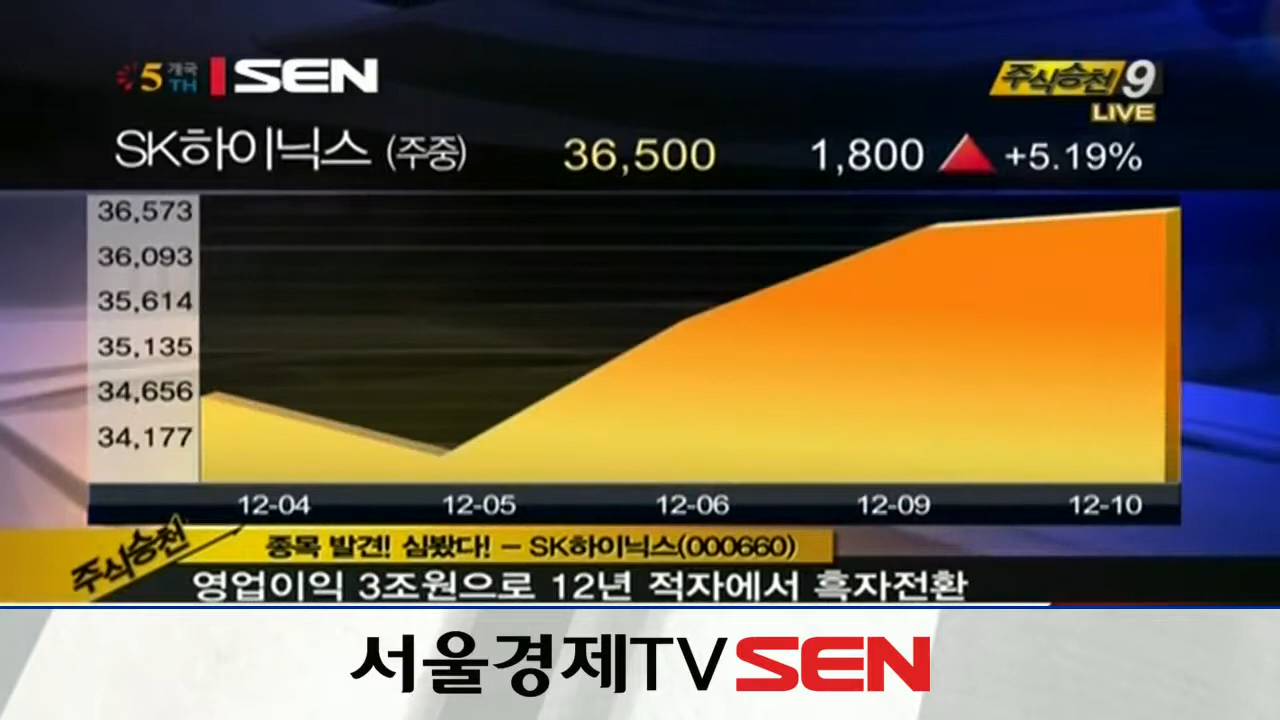 5 개국 TH SEN
주식승천 9
LIVE
SK하이닉스 (주중) 36,500 1,800 ▲ +5.19%
36,573
36,093
35,614
35,135
34,656
34,177
12-04 12-05 12-06 12-09 12-10
주식승천
종목 발견! 심봤다! - SK하이닉스(000660)
영업이익 3조원으로 12년 적자에서 흑자전환
서울경제TV SEN